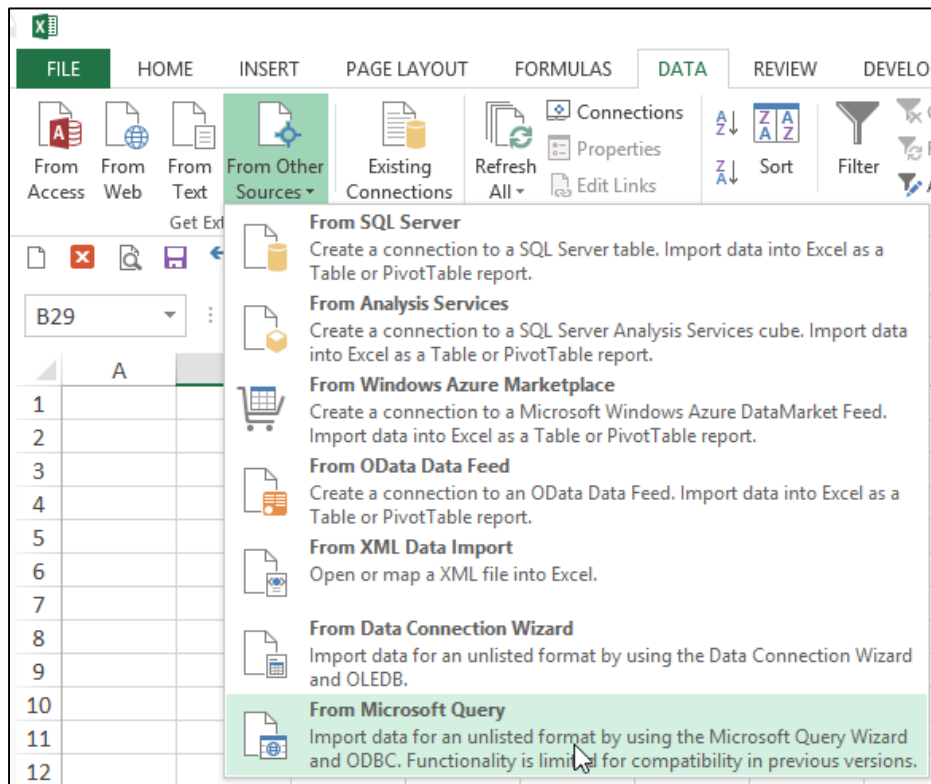 FILE HOME INSERT PAGE LAYOUT FORMULAS DATA REVIEW DEVELO
From Access
From Web
From Text
From Other Sources
Existing Connections
Refresh All
Connections
Properties
Edit Links
Sort
Filter
Get Ext
From SQL Server
Create a connection to a SQL Server table. Import data into Excel as a
Table or PivotTable report.
From Analysis Services
Create a connection to a SQL Server Analysis Services cube. Import data
into Excel as a Table or PivotTable report.
From Windows Azure Marketplace
Create a connection to a Microsoft Windows Azure DataMarket Feed.
Import data into Excel as a Table or PivotTable report.
From OData Data Feed
Create a connection to an OData Data Feed. Import data into Excel as a
Table or PivotTable report.
From XML Data Import
Open or map a XML file into Excel.
From Data Connection Wizard
Import data for an unlisted format by using the Data Connection Wizard
and OLEDB.
From Microsoft Query
Import data for an unlisted format by using the Microsoft Query Wizard
and ODBC. Functionality is limited for compatibility in previous versions.
B29
A
1
2
3
4
5
6
7
8
9
10
11
12